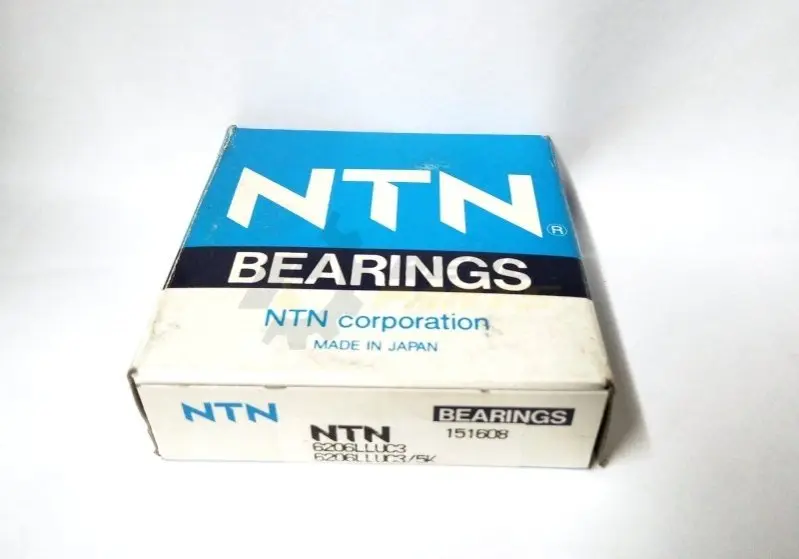 NTN
®
BEARINGS
NTN corporation
MADE IN JAPAN
NTN
NTN
BEARINGS
6206LLUC3
151608
6206LLUC3/5K